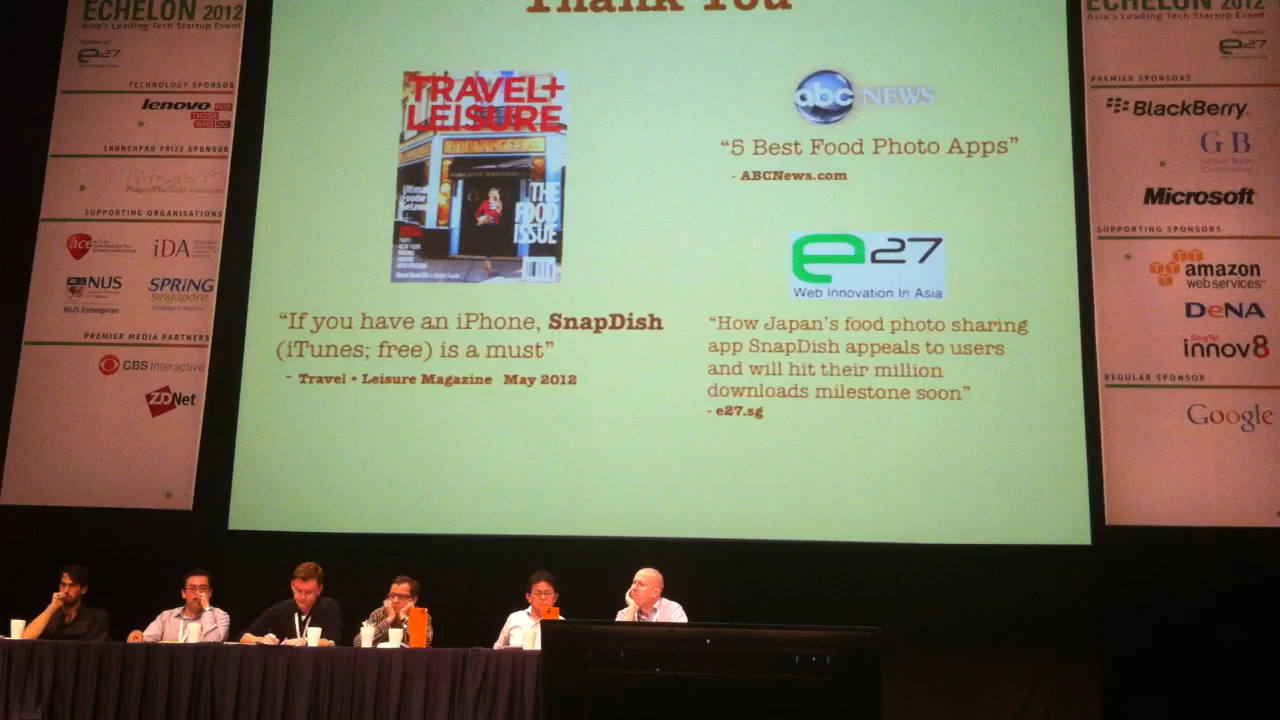 ECHELON 2012
Asia's Leading Tech Startup Event
e27
TECHNOLOGY SPONSOR
lenovo FOR THOSE WHO DO.
LAUNCHPAD PRIZE SPONSOR
SUPPORTING ORGANISATIONS
ace
iDA
NUS
NUS Enterprise
SPRING
singapore
PREMIER MEDIA PARTNERS
CBS Interactive
ZDNet
Thank You
TRAVEL+
LEISURE
THE
FOOD
ISSUE
"If you have an iPhone, SnapDish
(iTunes; free) is a must"
- Travel + Leisure Magazine May 2012
abc NEWS
"5 Best Food Photo Apps"
- ABCNews.com
e27
Web Innovation In Asia
"How Japan's food photo sharing
app SnapDish appeals to users
and will hit their million
downloads milestone soon"
- e27.sg
ECHELON 2012
Asia's Leading Tech Startup Event
e27
PREMIER SPONSORS
BlackBerry
GB
Microsoft
SUPPORTING SPONSORS
amazon
web services
DeNA
SingTel
innov8
REGULAR SPONSOR
Google